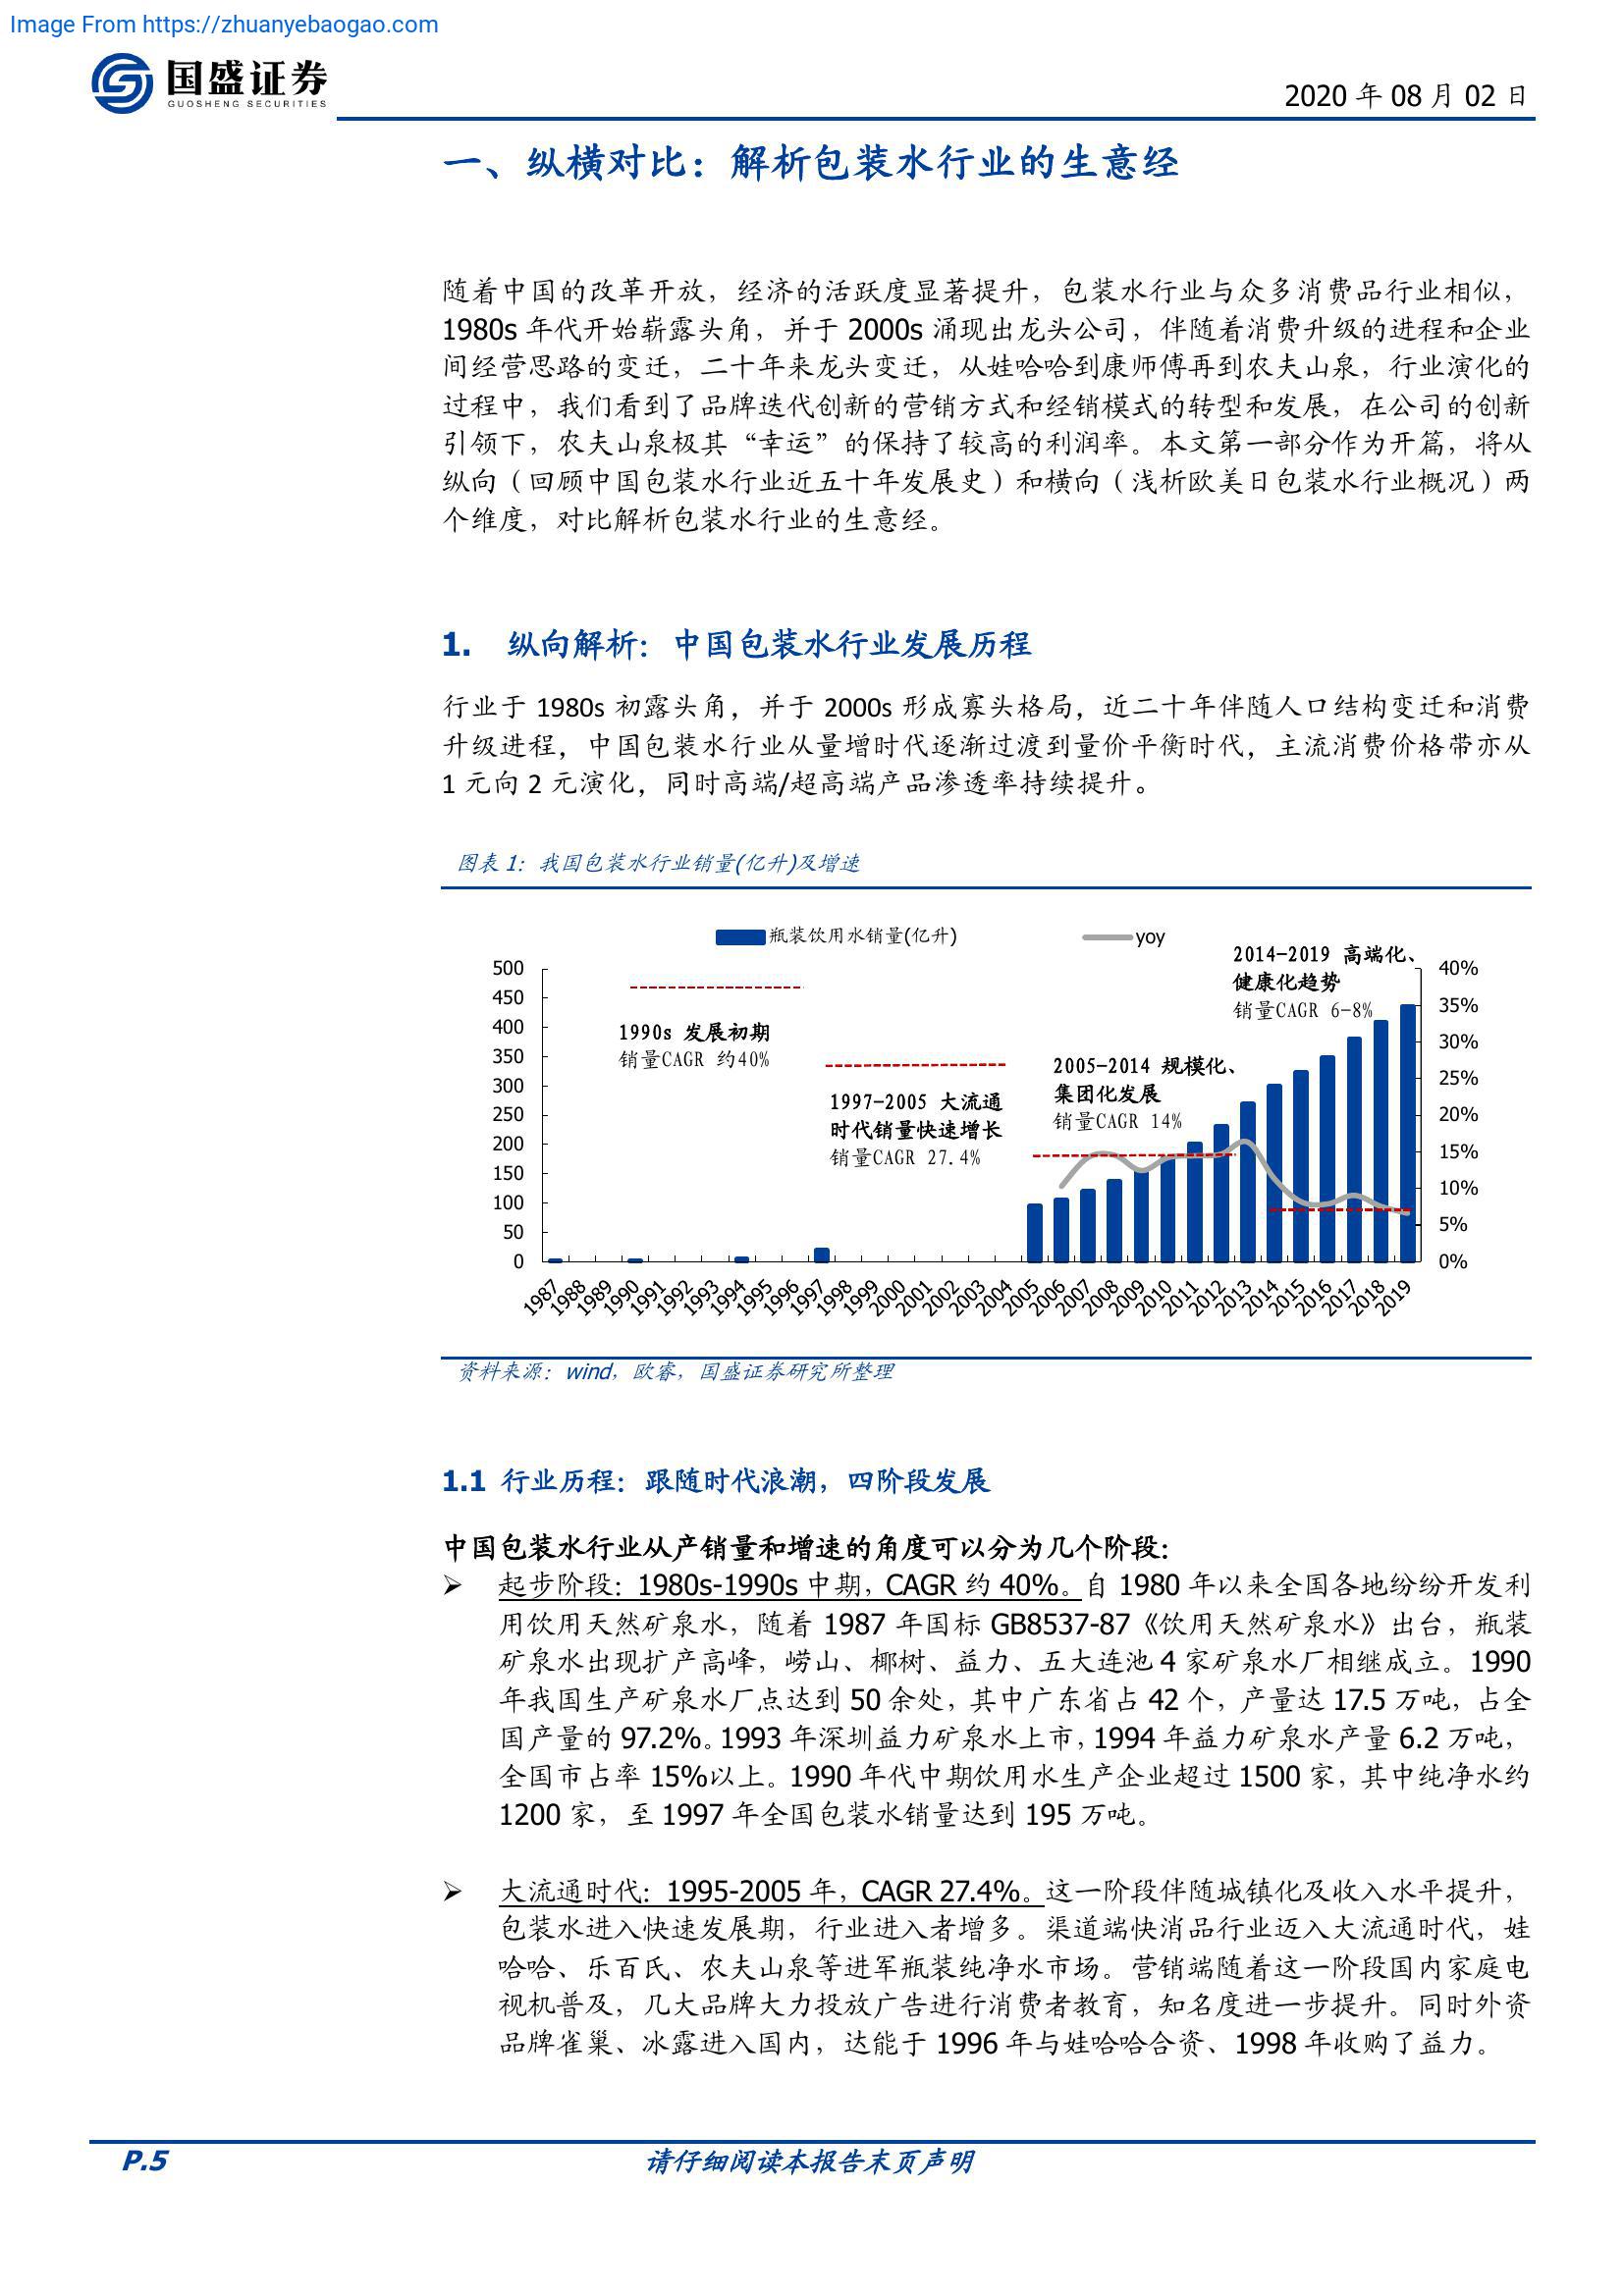 Image From https://zhuanyebaogao.com
国盛证券
GUOSHENG SECURITIES
2020 年 08 月 02 日
一、纵横对比：解析包装水行业的生意经
随着中国的改革开放，经济的活跃度显著提升，包装水行业与众多消费品行业相似，
1980s 年代开始崭露头角，并于 2000s 涌现出龙头公司，伴随着消费升级的进程和企业
间经营思路的变迁，二十年来龙头变迁，从娃哈哈到康师傅再到农夫山泉，行业演化的
过程中，我们看到了品牌迭代创新的营销方式和经销模式的转型和发展，在公司的创新
引领下，农夫山泉极其“幸运”的保持了较高的利润率。本文第一部分作为开篇，将从
纵向（回顾中国包装水行业近五十年发展史）和横向（浅析欧美日包装水行业概况）两
个维度，对比解析包装水行业的生意经。
1. 纵向解析：中国包装水行业发展历程
行业于 1980s 初露头角，并于 2000s 形成寡头格局，近二十年伴随人口结构变迁和消费
升级进程，中国包装水行业从量增时代逐渐过渡到量价平衡时代，主流消费价格带亦从
1 元向 2 元演化，同时高端/超高端产品渗透率持续提升。
图表 1：我国包装水行业销量(亿升)及增速
瓶装饮用水销量(亿升)
yoy
500
450
400
350
300
250
200
150
100
50
0
1990s 发展初期
销量CAGR 约40%
1997-2005 大流通
时代销量快速增长
销量CAGR 27.4%
2005-2014 规模化、
集团化发展
销量CAGR 14%
2014-2019 高端化、
健康化趋势
销量CAGR 6-8%
40%
35%
30%
25%
20%
15%
10%
5%
0%
1987 1988 1989 1990 1991 1992 1993 1994 1995 1996 1997 1998 1999 2000 2001 2002 2003 2004 2005 2006 2007 2008 2009 2010 2011 2012 2013 2014 2015 2016 2017 2018 2019
资料来源：wind，欧睿，国盛证券研究所整理
1.1 行业历程：跟随时代浪潮，四阶段发展
中国包装水行业从产销量和增速的角度可以分为几个阶段：
➢ 起步阶段：1980s-1990s 中期，CAGR 约 40%。自 1980 年以来全国各地纷纷开发利
用饮用天然矿泉水，随着 1987 年国标 GB8537-87《饮用天然矿泉水》出台，瓶装
矿泉水出现扩产高峰，崂山、椰树、益力、五大连池 4 家矿泉水厂相继成立。1990
年我国生产矿泉水厂点达到 50 余处，其中广东省占 42 个，产量达 17.5 万吨，占全
国产量的 97.2%。1993 年深圳益力矿泉水上市，1994 年益力矿泉水产量 6.2 万吨，
全国市占率 15%以上。1990 年代中期饮用水生产企业超过 1500 家，其中纯净水约
1200 家，至 1997 年全国包装水销量达到 195 万吨。
➢ 大流通时代：1995-2005 年，CAGR 27.4%。这一阶段伴随城镇化及收入水平提升，
包装水进入快速发展期，行业进入者增多。渠道端快消品行业迈入大流通时代，娃
哈哈、乐百氏、农夫山泉等进军瓶装纯净水市场。营销端随着这一阶段国内家庭电
视机普及，几大品牌大力投放广告进行消费者教育，知名度进一步提升。同时外资
品牌雀巢、冰露进入国内，达能于 1996 年与娃哈哈合资、1998 年收购了益力。
P.5
请仔细阅读本报告末页声明